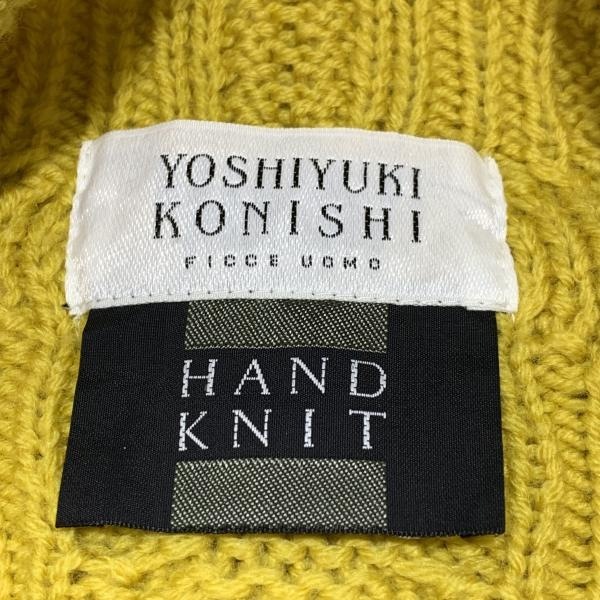 YOSHIYUKI
KONISHI
FICCE UOMO
HAND
KNIT